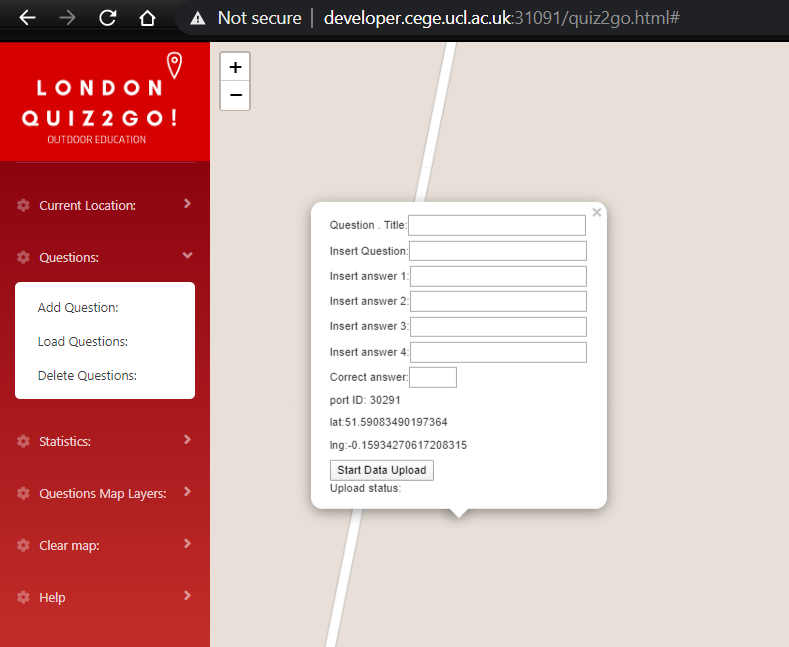 Not secure | developer.cege.ucl.ac.uk:31091/quiz2go.html#
LONDON
QUIZ2GO!
OUTDOOR EDUCATION
Current Location:
Questions:
Add Question:
Load Questions:
Delete Questions:
Statistics:
Questions Map Layers:
Clear map:
Help
+
−
×
Question . Title:
Insert Question:
Insert answer 1:
Insert answer 2:
Insert answer 3:
Insert answer 4:
Correct answer:
port ID: 30291
lat:51.59083490197364
lng:-0.15934270617208315
Start Data Upload
Upload status: